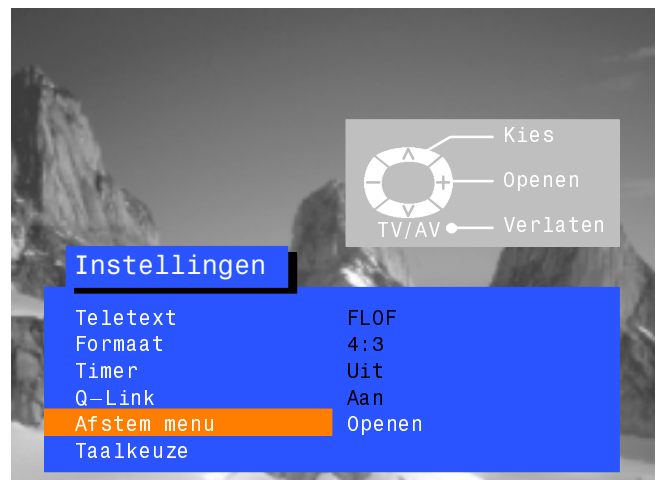 Kies
Openen
TV/AV Verlaten
Instellingen
Teletext FLOF
Formaat 4:3
Timer Uit
Q-Link Aan
Afstem menu Openen
Taalkeuze